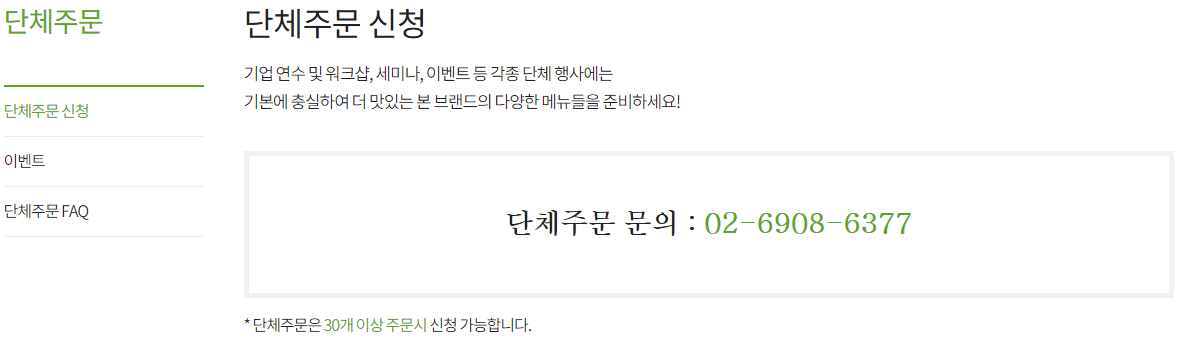 단체주문
단체주문 신청
이벤트
단체주문 FAQ
단체주문 신청
기업 연수 및 워크샵, 세미나, 이벤트 등 각종 단체 행사에는
기본에 충실하여 더 맛있는 본 브랜드의 다양한 메뉴들을 준비하세요!
단체주문 문의 : 02-6908-6377
* 단체주문은 30개 이상 주문시 신청 가능합니다.